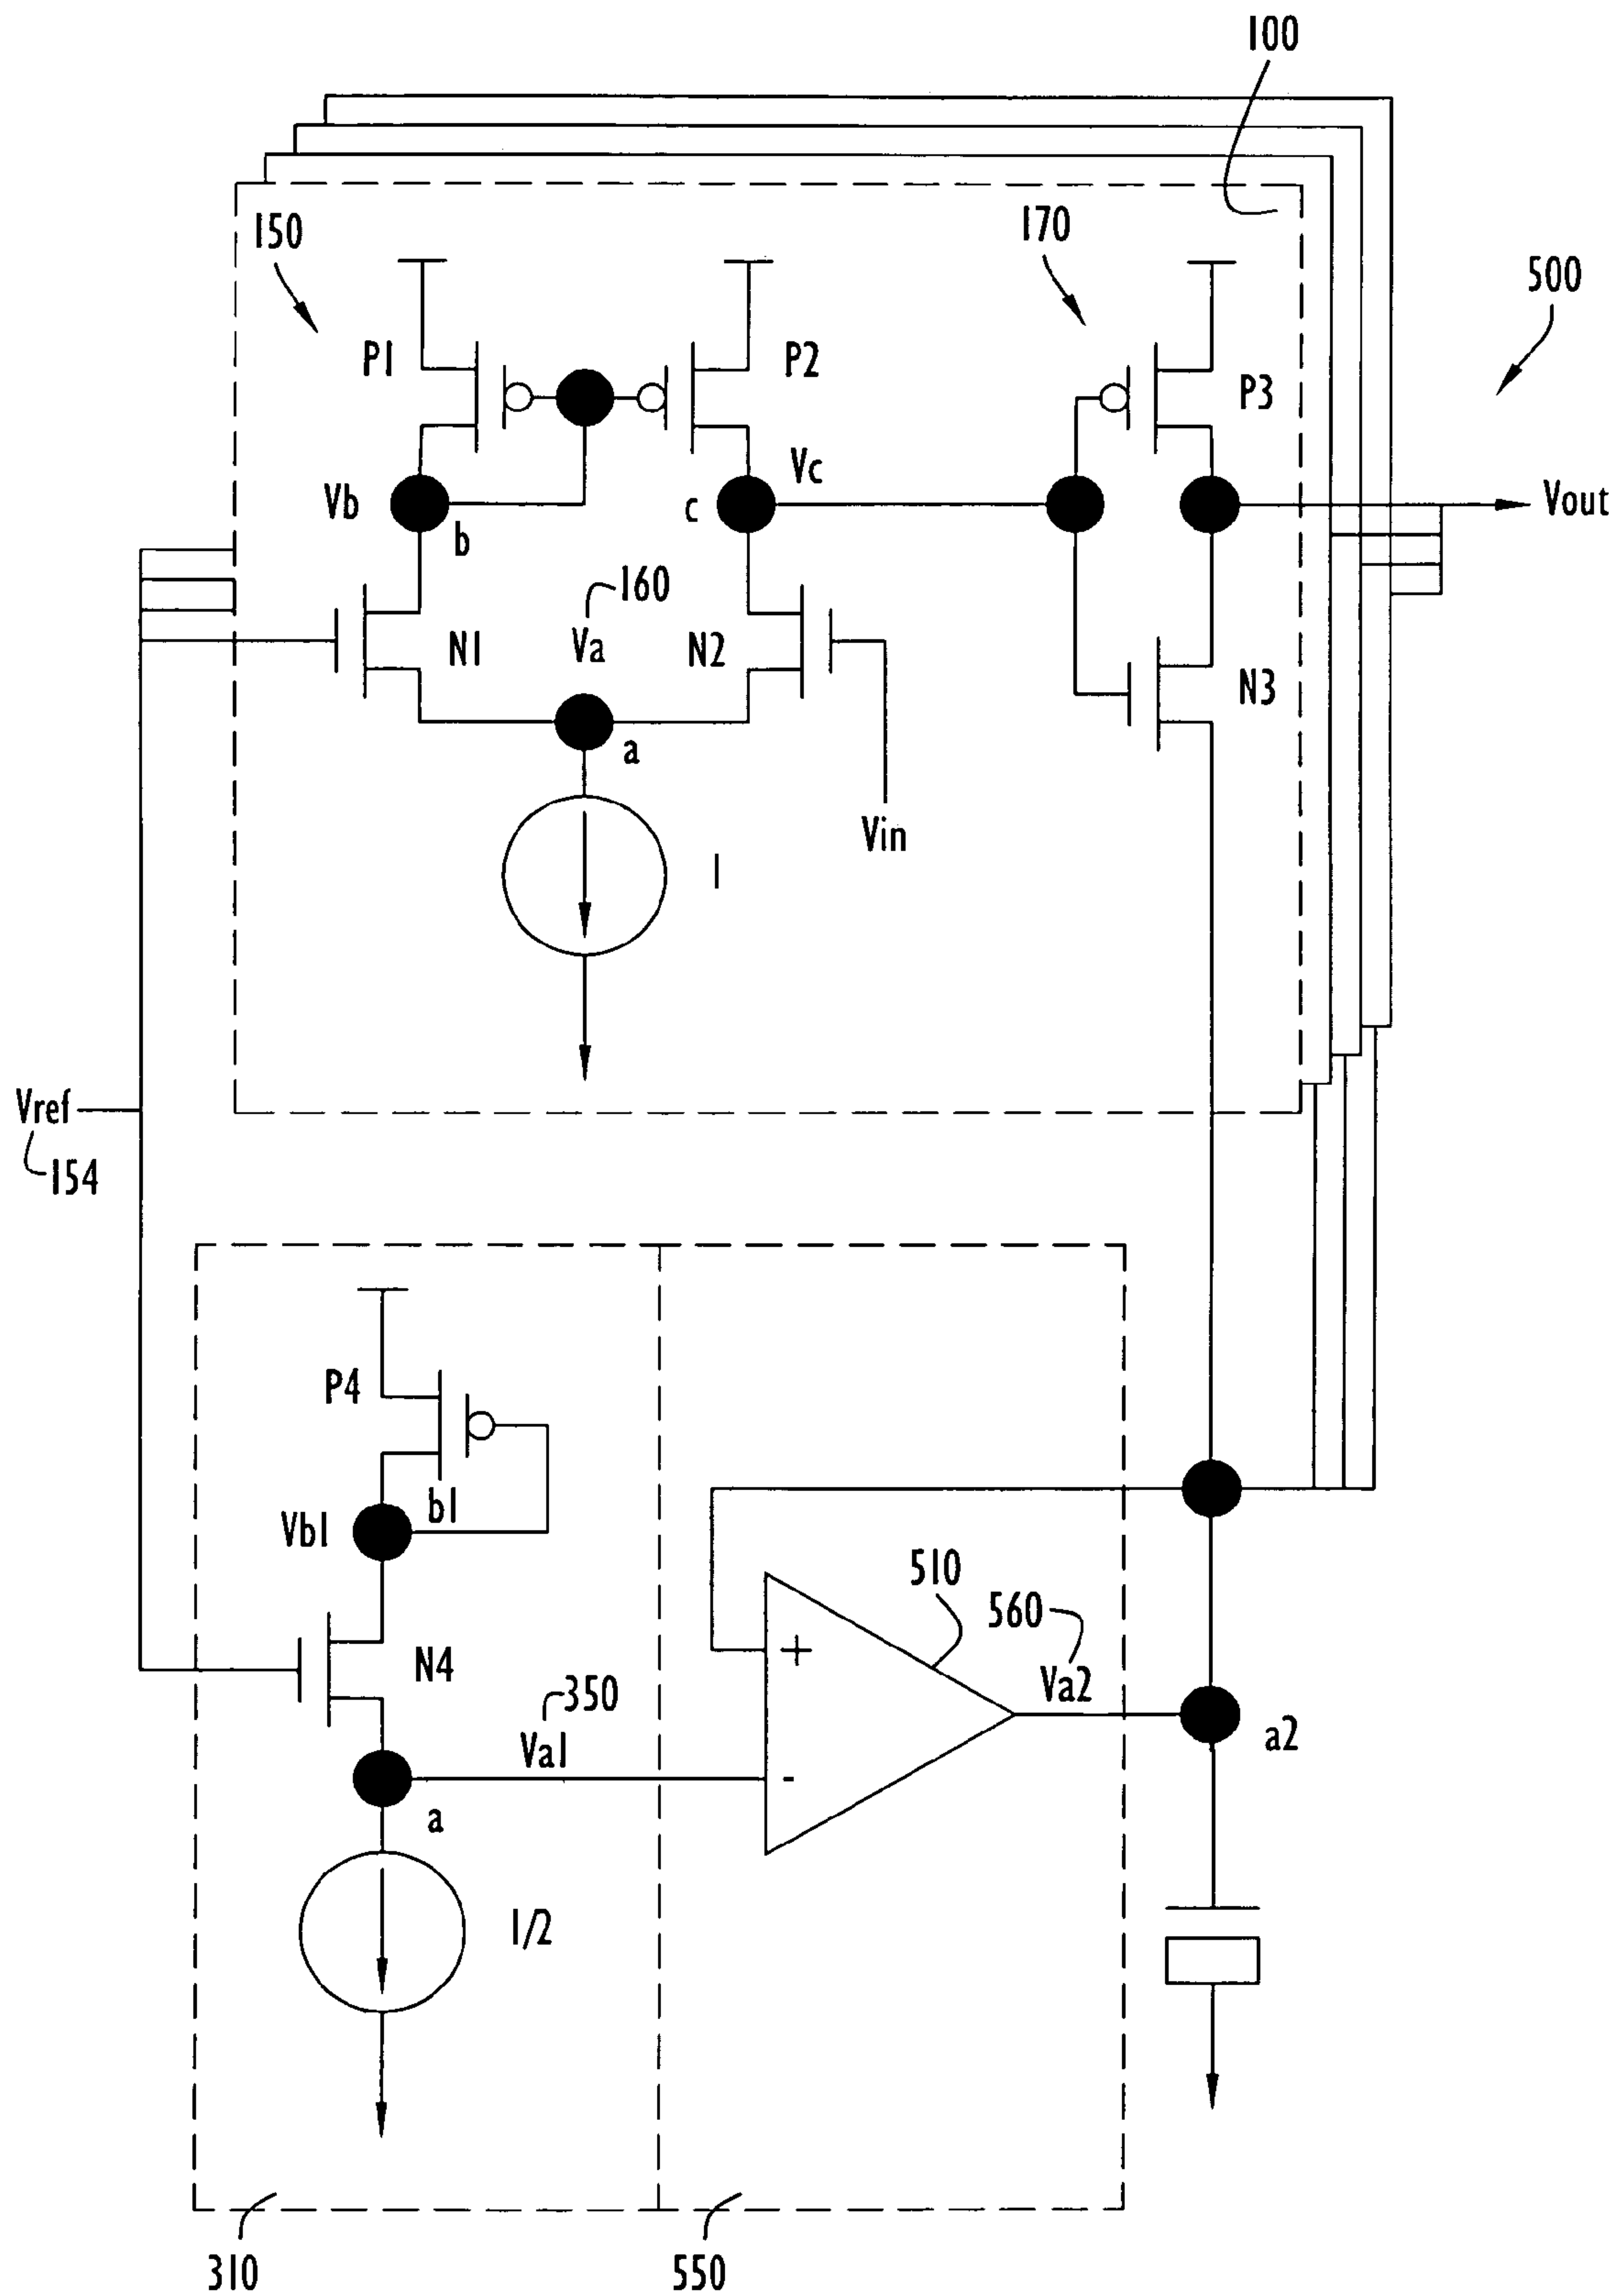 100
150
170
500
P1
P2
P3
Vb
b
c
Vc
Vout
160
Va
N1
N2
N3
a
Vin
I
Vref
154
P4
b1
Vb1
510
560
Va2
N4
350
Va1
+
-
a2
a
I/2
310
550